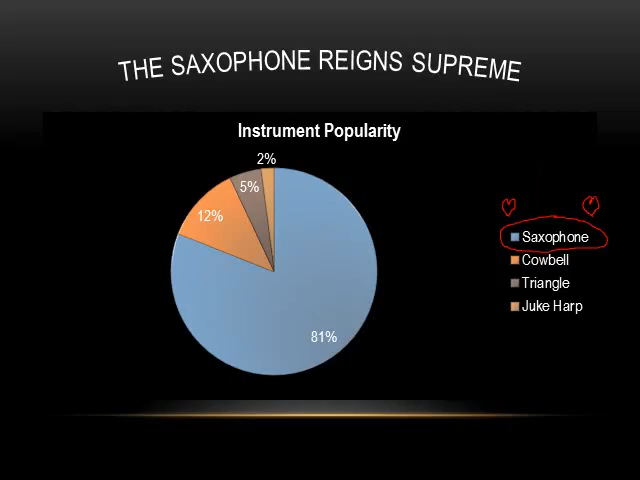 THE SAXOPHONE REIGNS SUPREME
Instrument Popularity
2%
5%
12%
81%
Saxophone
Cowbell
Triangle
Juke Harp